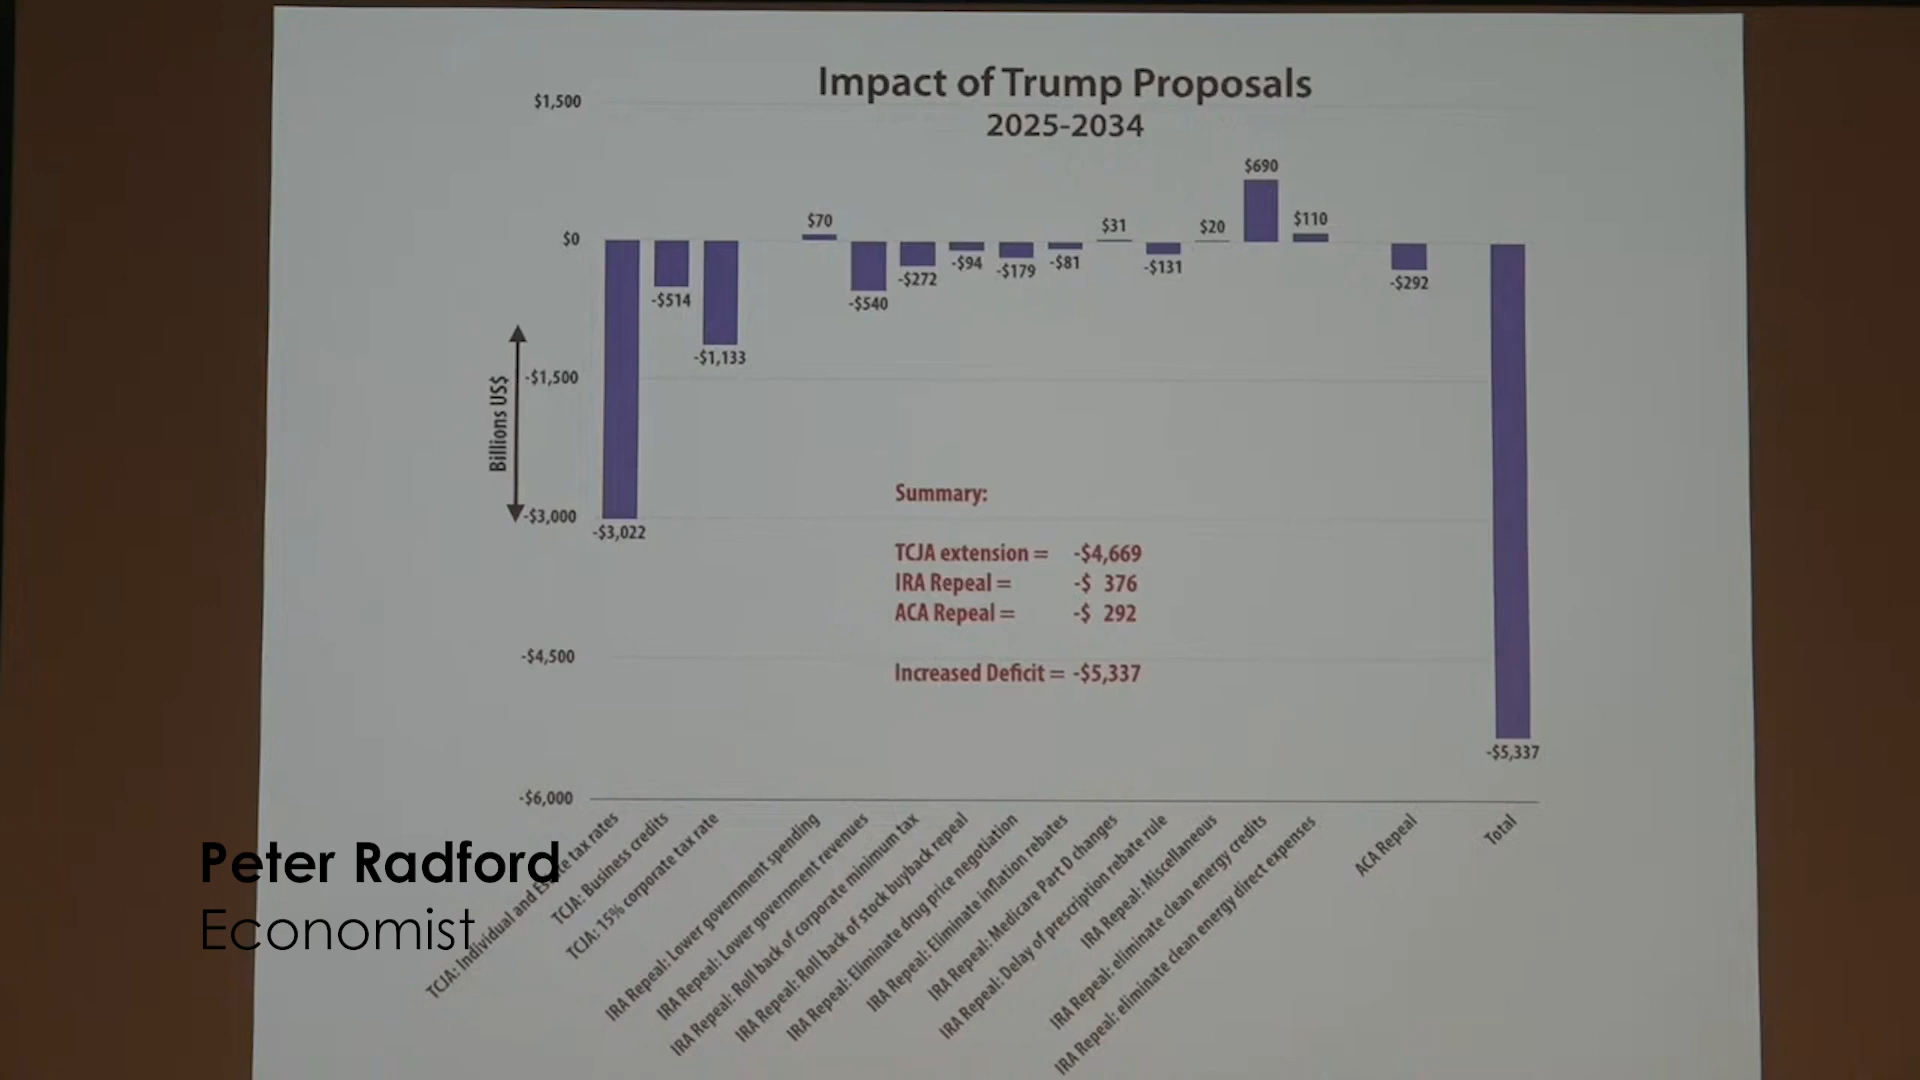 Impact of Trump Proposals
2025-2034
$1,500
$0
-$1,500
-$3,000
-$4,500
-$6,000
Billions US$
-$3,022
-$514
-$1,133
$70
-$540
-$272
-$94
-$179
-$81
$31
-$131
$20
$690
$110
-$292
-$5,337
Summary:
TCJA extension = -$4,669
IRA Repeal = -$ 376
ACA Repeal = -$ 292
Increased Deficit = -$5,337
TCJA: Individual and Estate tax rates
TCJA: Business credits
TCJA: 15% corporate tax rate
IRA Repeal: Lower government spending
IRA Repeal: Lower government revenues
IRA Repeal: Roll back of corporate minimum tax
IRA Repeal: Roll back of stock buyback repeal
IRA Repeal: Eliminate drug price negotiation
IRA Repeal: Eliminate inflation rebates
IRA Repeal: Medicare Part D changes
IRA Repeal: Delay of prescription rebate rule
IRA Repeal: Miscellaneous
IRA Repeal: eliminate clean energy credits
IRA Repeal: eliminate clean energy direct expenses
ACA Repeal
Total
Peter Radford
Economist